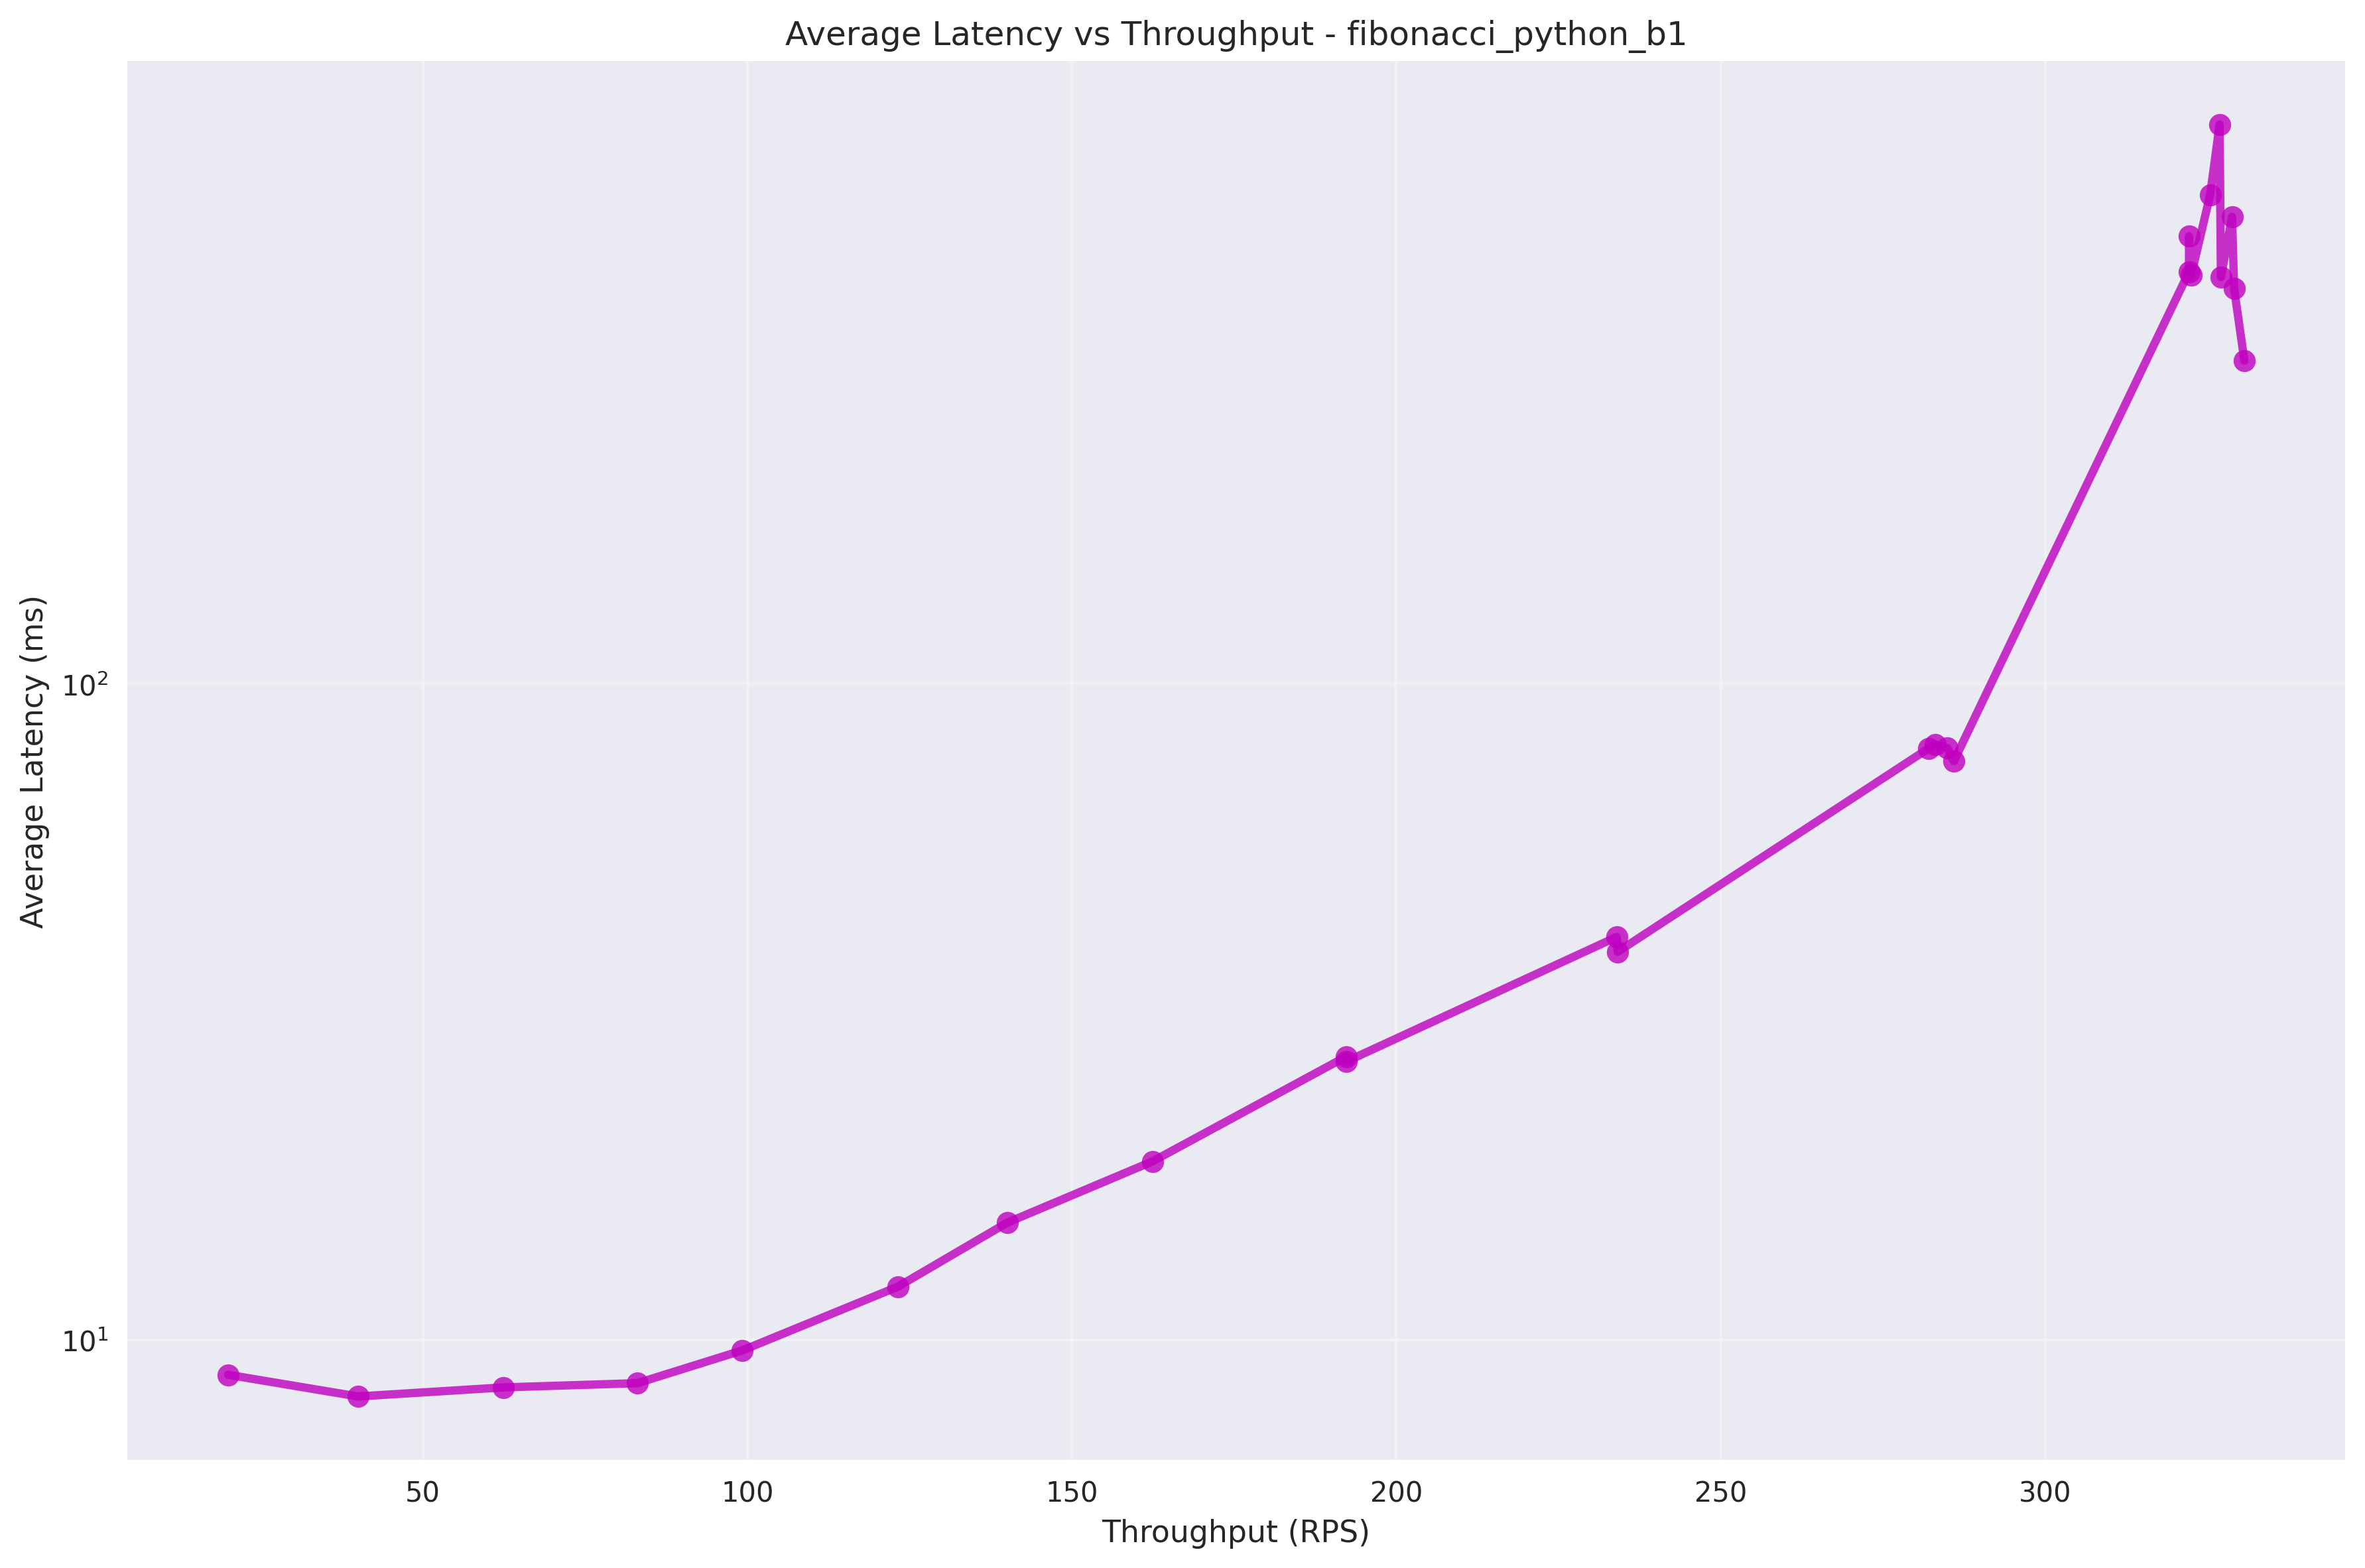 Average Latency vs Throughput - fibonacci_python_b1
Average Latency (ms)
10²
10¹
50 100 150 200 250 300
Throughput (RPS)